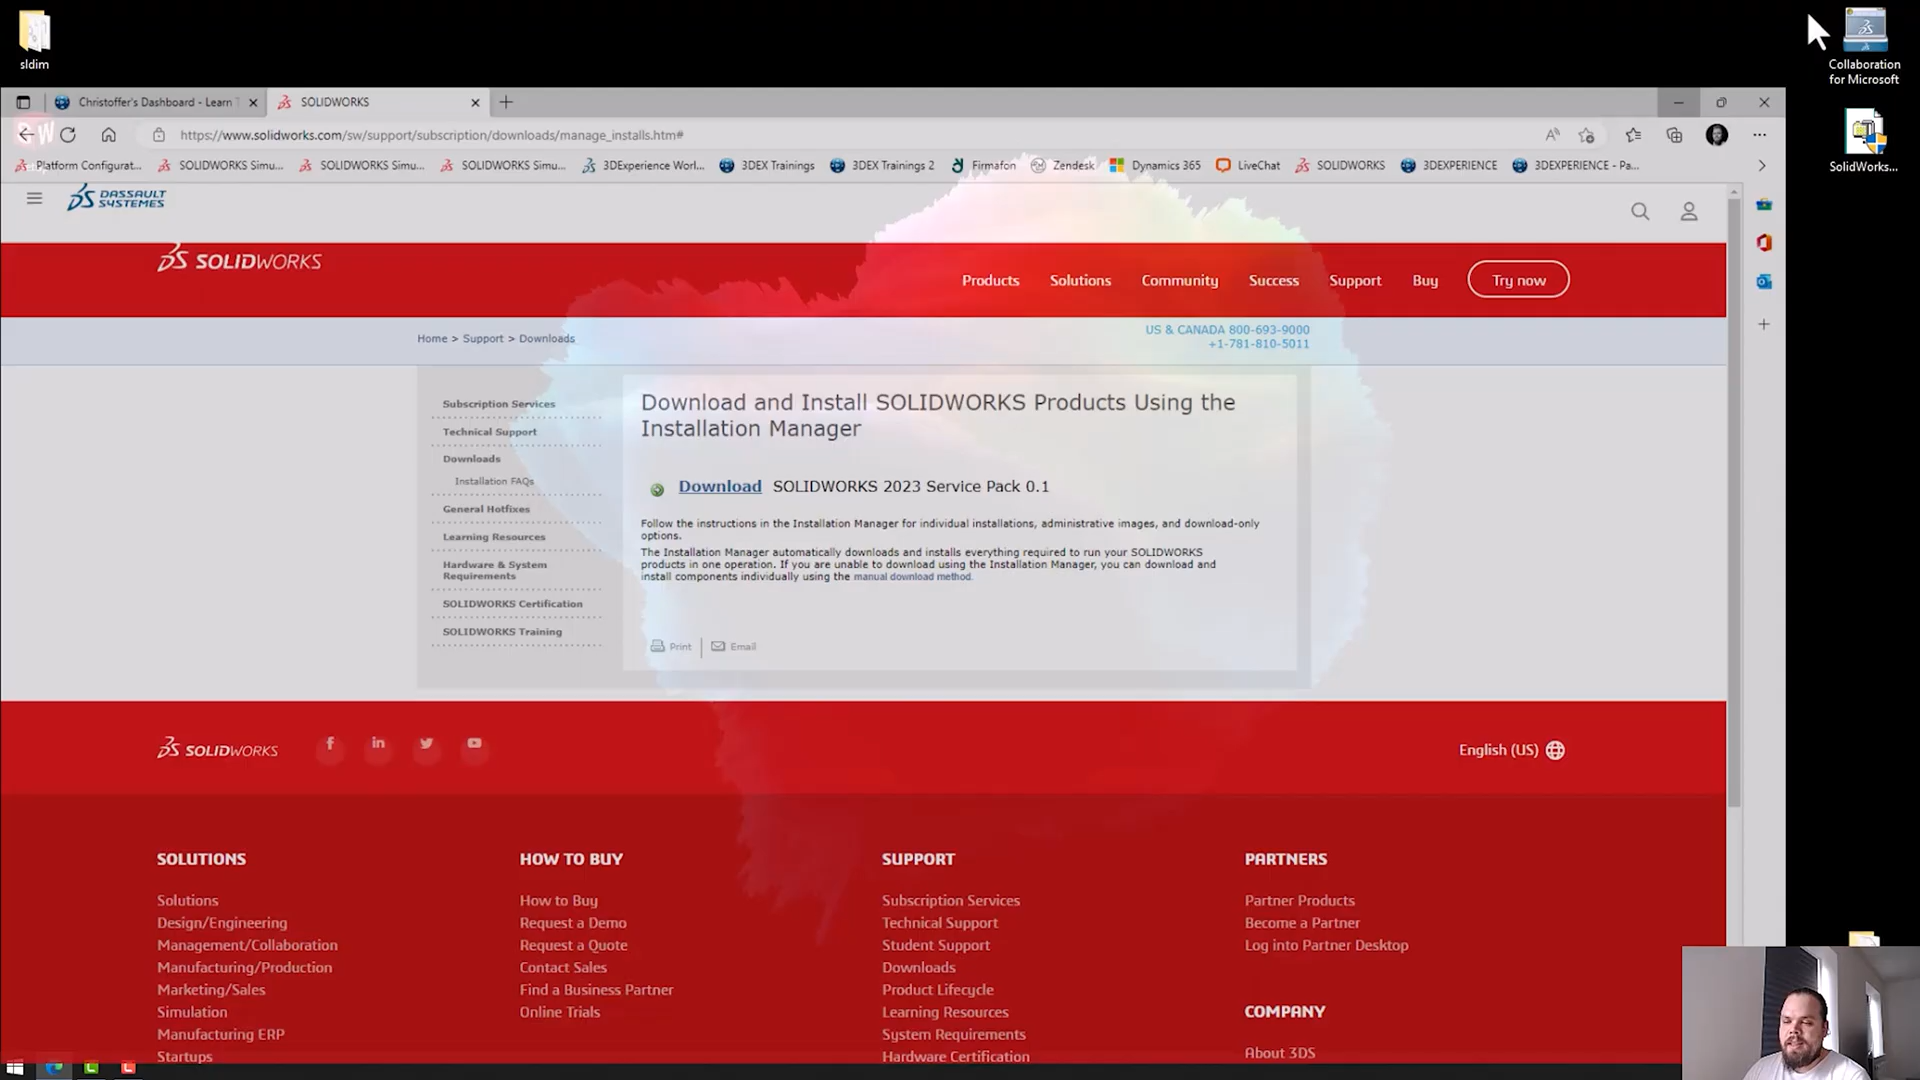 sldim
Collaboration
for Microsoft
SolidWorks...
Christoffer's Dashboard - Learn
SOLIDWORKS
https://www.solidworks.com/sw/support/subscription/downloads/manage_installs.htm#
Platform Configurat...
SOLIDWORKS Simu...
SOLIDWORKS Simu...
SOLIDWORKS Simu...
3DExperience Worl...
3DEX Trainings
3DEX Trainings 2
Firmafon
Zendesk
Dynamics 365
LiveChat
SOLIDWORKS
3DEXPERIENCE
3DEXPERIENCE - Pa...
DASSAULT
SYSTEMES
SOLIDWORKS
Products
Solutions
Community
Success
Support
Buy
Try now
Home > Support > Downloads
US & CANADA 800-693-9000
+1-781-810-5011
Subscription Services
Technical Support
Downloads
Installation FAQs
General Hotfixes
Learning Resources
Hardware & System
Requirements
SOLIDWORKS Certification
SOLIDWORKS Training
Download and Install SOLIDWORKS Products Using the
Installation Manager
Download SOLIDWORKS 2023 Service Pack 0.1
Follow the instructions in the Installation Manager for individual installations, administrative images, and download-only
options.
The Installation Manager automatically downloads and installs everything required to run your SOLIDWORKS
products in one operation. If you are unable to download using the Installation Manager, you can download and
install components individually using the manual download method.
Print
Email
SOLIDWORKS
English (US)
SOLUTIONS
Solutions
Design/Engineering
Management/Collaboration
Manufacturing/Production
Marketing/Sales
Simulation
Manufacturing ERP
Startups
HOW TO BUY
How to Buy
Request a Demo
Request a Quote
Contact Sales
Find a Business Partner
Online Trials
SUPPORT
Subscription Services
Technical Support
Student Support
Downloads
Product Lifecycle
Learning Resources
System Requirements
Hardware Certification
PARTNERS
Partner Products
Become a Partner
Log into Partner Desktop
COMPANY
About 3DS